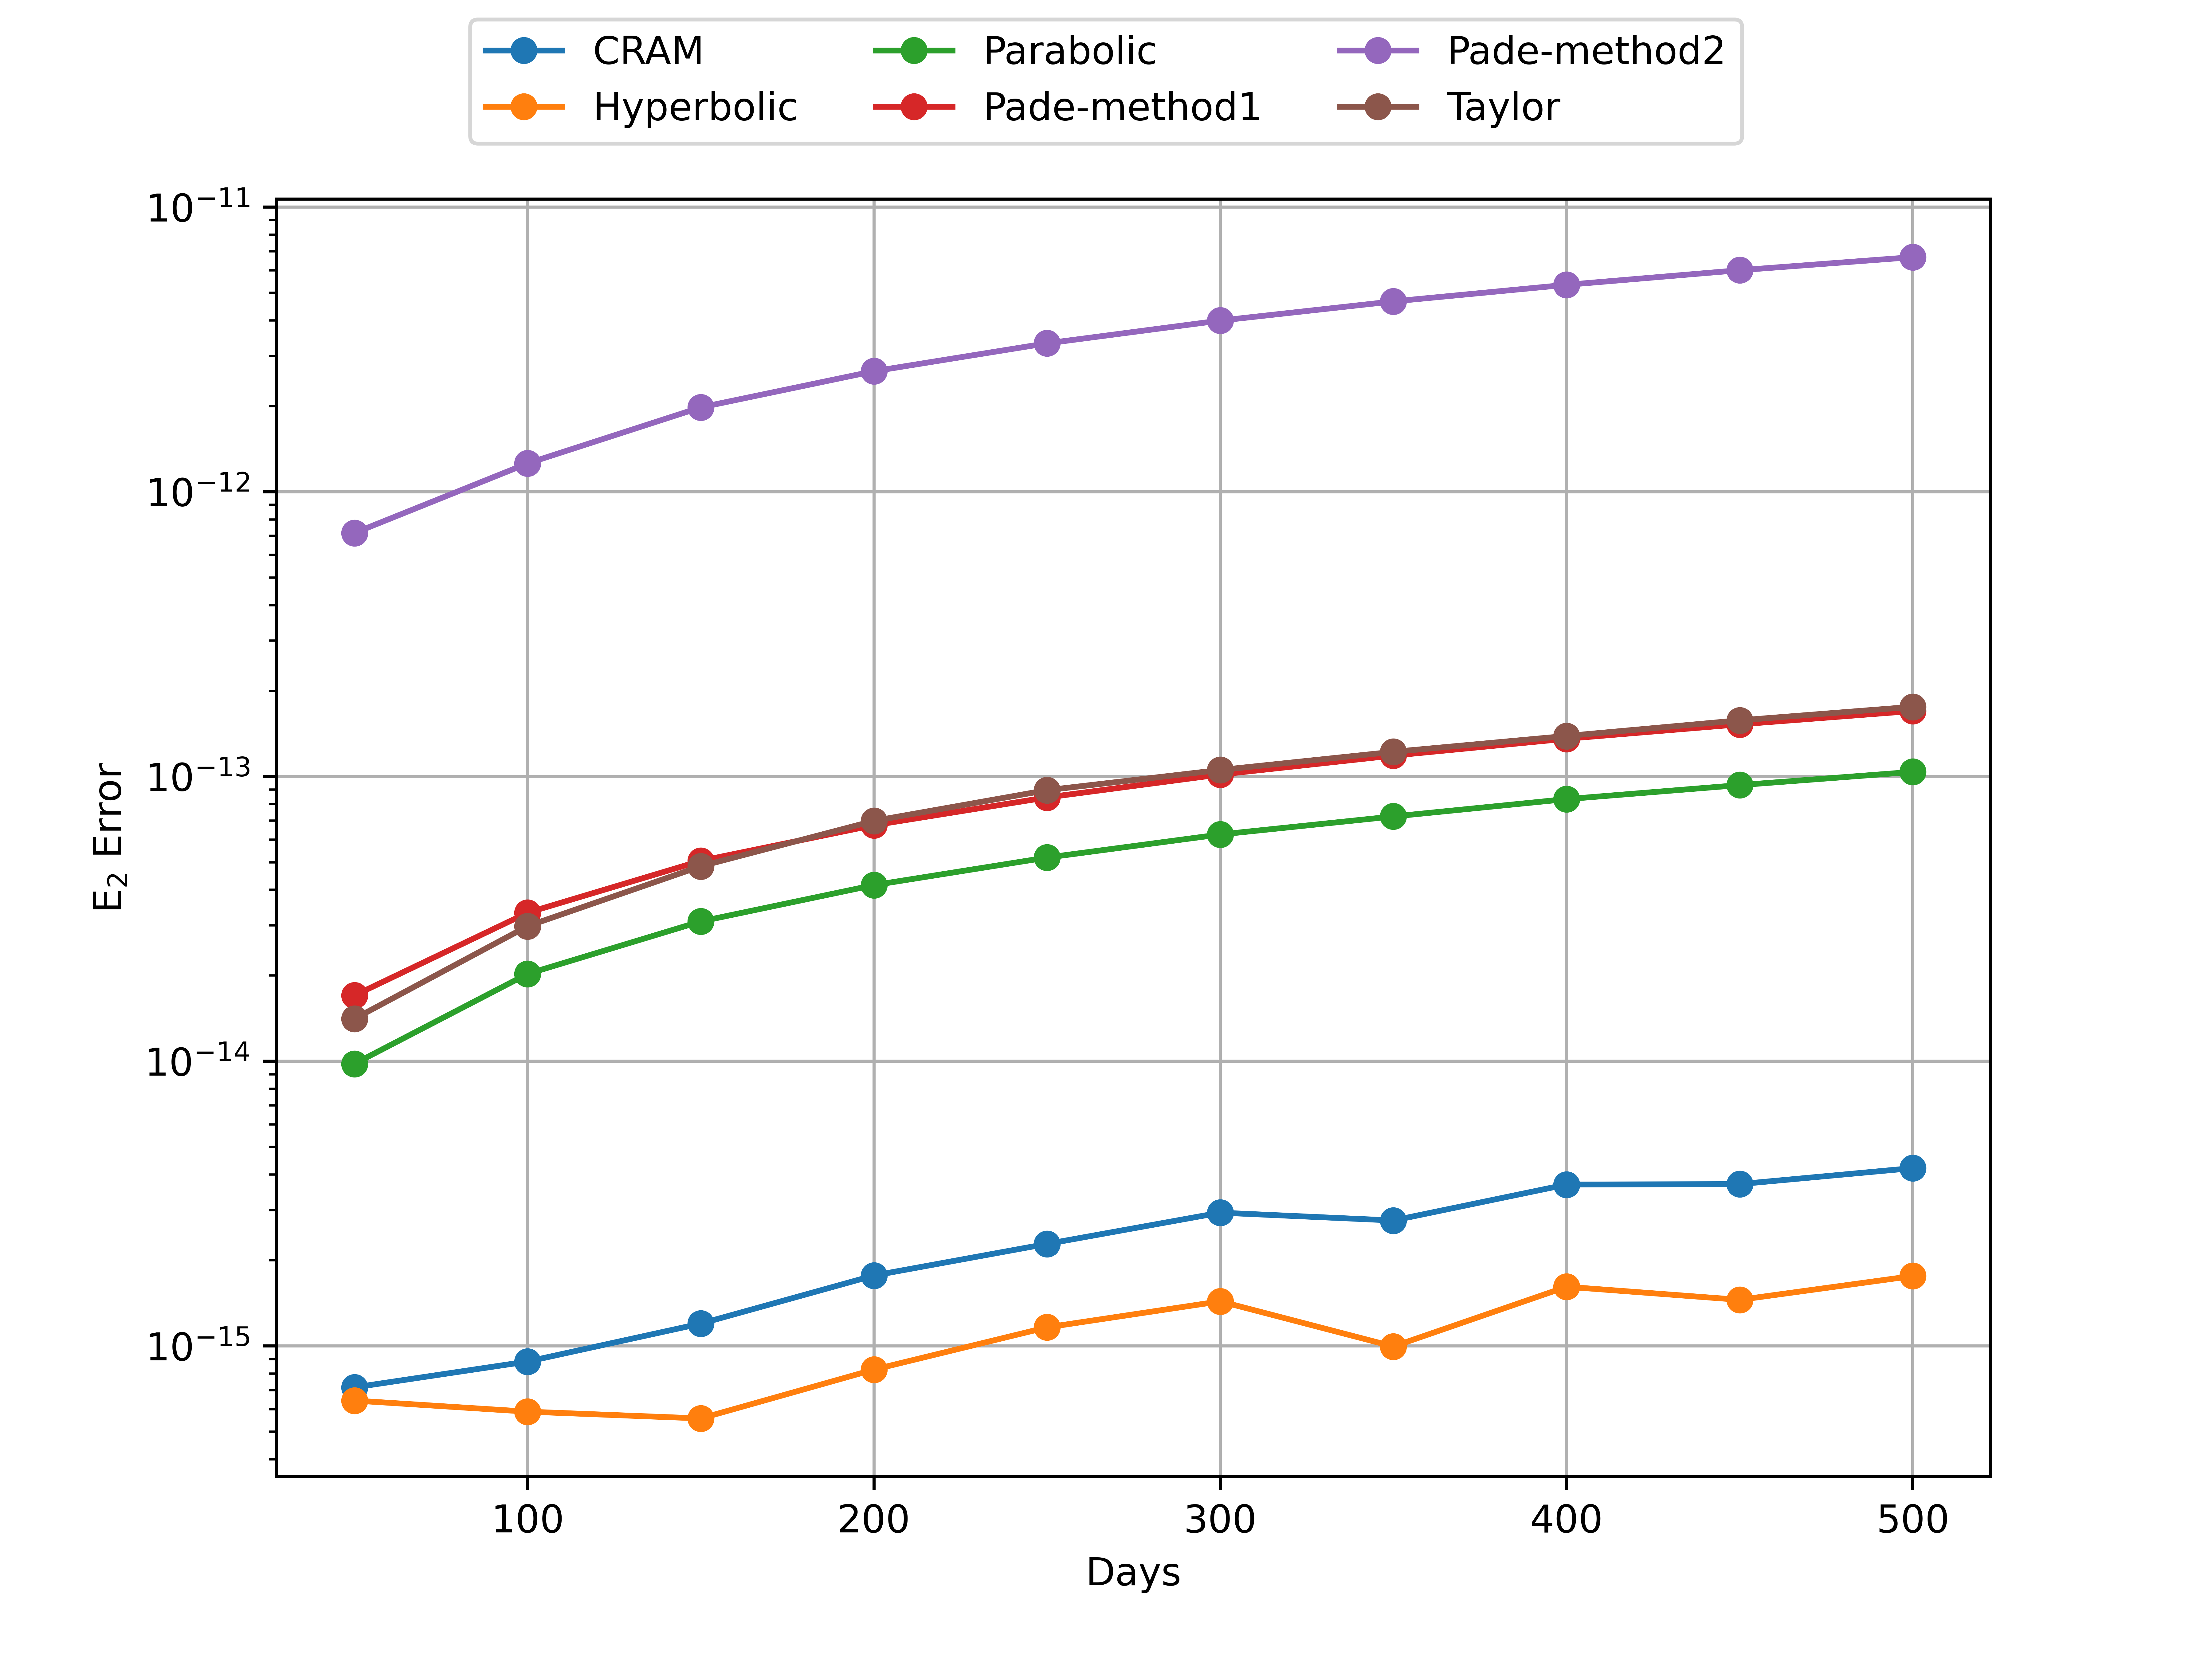 CRAM Parabolic Pade-method2
Hyperbolic Pade-method1 Taylor
10⁻¹¹
10⁻¹²
10⁻¹³
10⁻¹⁴
10⁻¹⁵
E₂ Error
100 200 300 400 500
Days